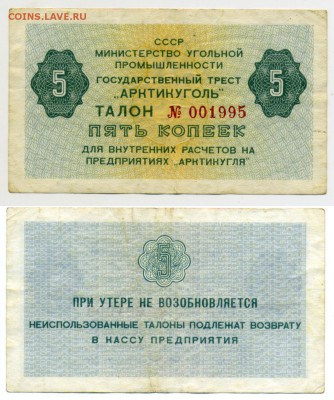 COINS.LAVE.RU
СССР
МИНИСТЕРСТВО УГОЛЬНОЙ
ПРОМЫШЛЕННОСТИ
ГОСУДАРСТВЕННЫЙ ТРЕСТ
5 „АРКТИКУГОЛЬ" 5
ТАЛОН № 001995
ПЯТЬ КОПЕЕК
ДЛЯ ВНУТРЕННИХ РАСЧЕТОВ НА
ПРЕДПРИЯТИЯХ „АРКТИКУГЛЯ"
5
ПРИ УТЕРЕ НЕ ВОЗОБНОВЛЯЕТСЯ
НЕИСПОЛЬЗОВАННЫЕ ТАЛОНЫ ПОДЛЕЖАТ ВОЗВРАТУ
В КАССУ ПРЕДПРИЯТИЯ